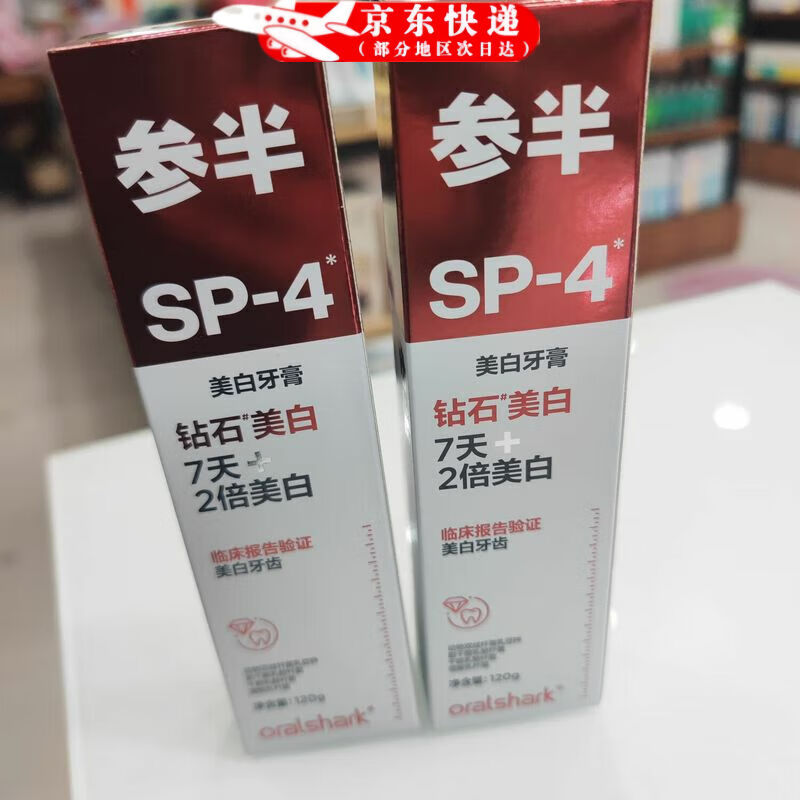 京东快递
(部分地区次日达)
参半
SP-4*
美白牙膏
钻石#美白
7天+
2倍美白
临床报告验证
美白牙齿
净含量:120g
oralshark®
参半
SP-4*
美白牙膏
钻石#美白
7天+
2倍美白
临床报告验证
美白牙齿
净含量:120g
oralshark®